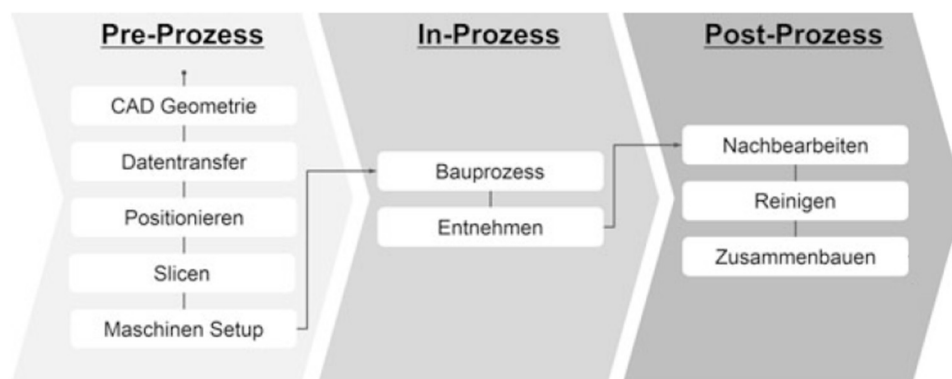 Pre-Prozess
CAD Geometrie
Datentransfer
Positionieren
Slicen
Maschinen Setup
In-Prozess
Bauprozess
Entnehmen
Post-Prozess
Nachbearbeiten
Reinigen
Zusammenbauen